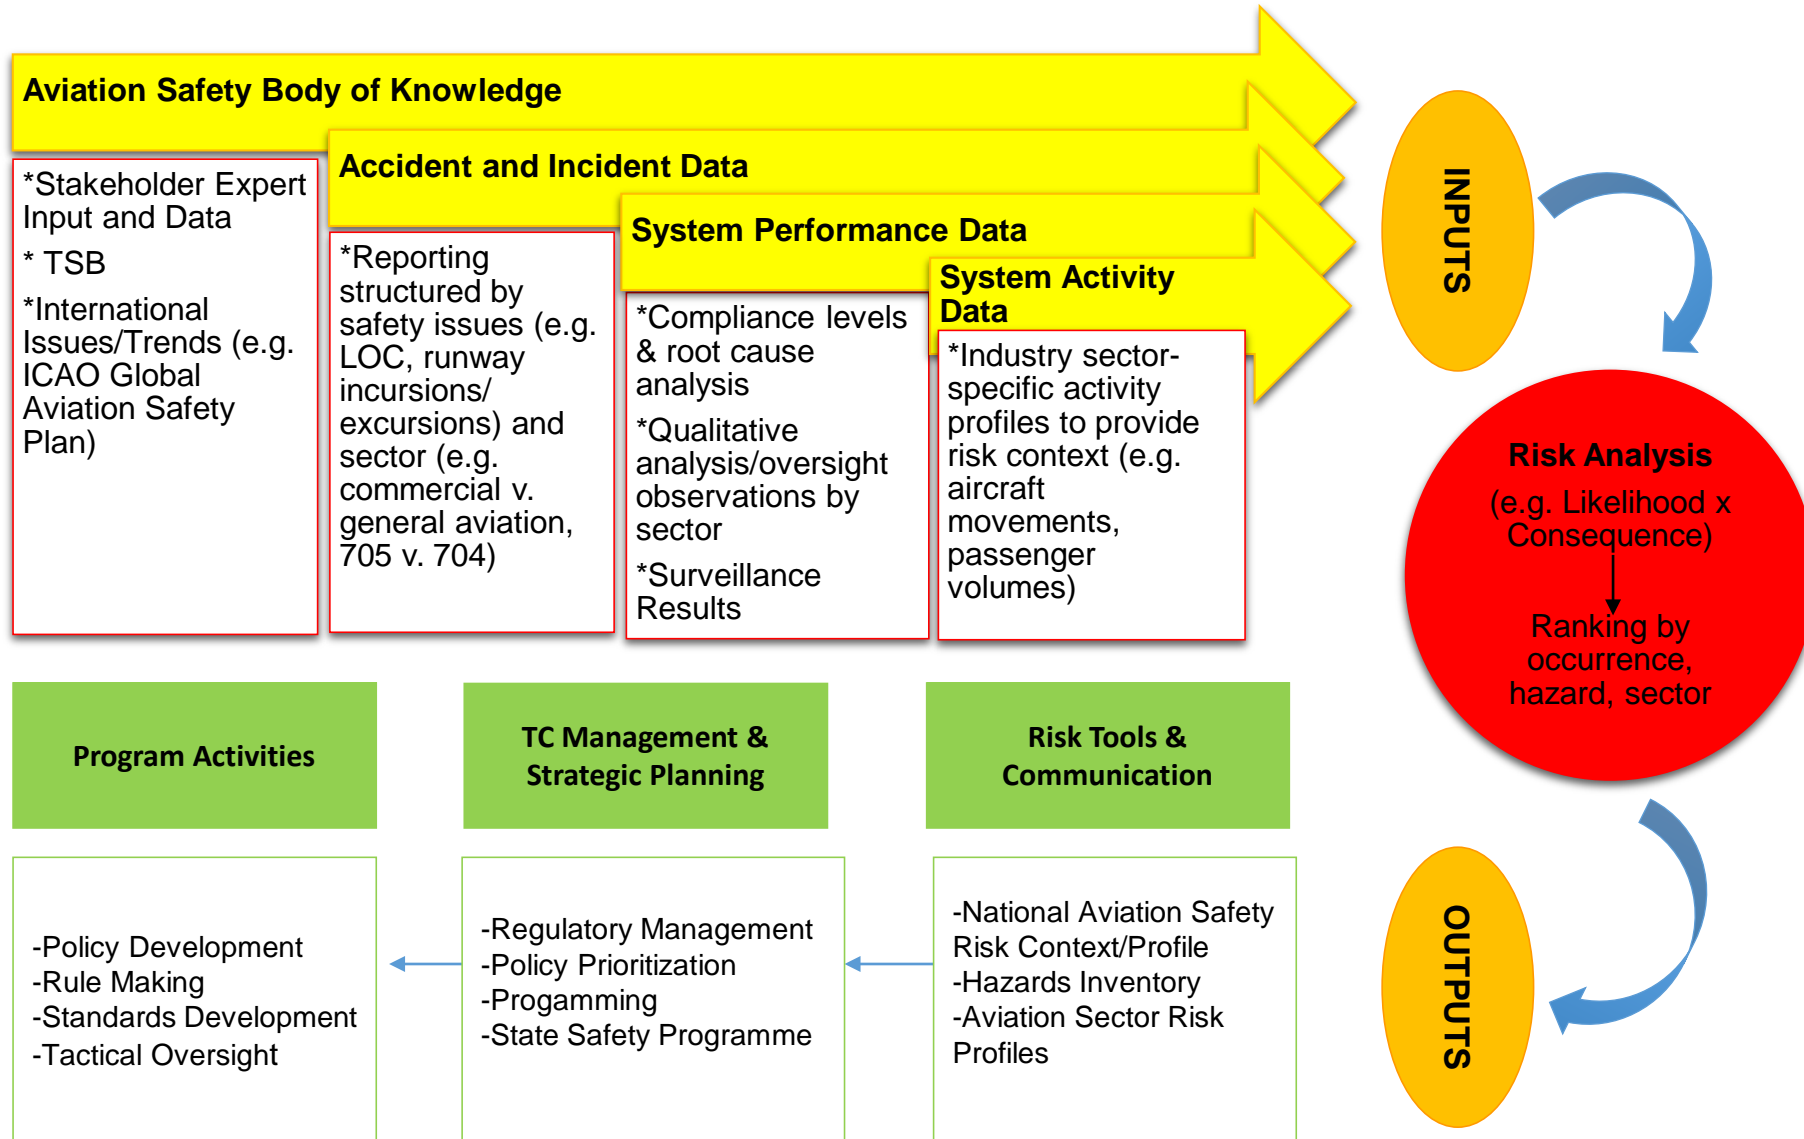 Aviation Safety Body of Knowledge
*Stakeholder Expert
Input and Data
* TSB
*International
Issues/Trends (e.g.
ICAO Global
Aviation Safety
Plan)
Accident and Incident Data
*Reporting
structured by
safety issues (e.g.
LOC, runway
incursions/
excursions) and
sector (e.g.
commercial v.
general aviation,
705 v. 704)
System Performance Data
*Compliance levels
& root cause
analysis
*Qualitative
analysis/oversight
observations by
sector
*Surveillance
Results
System Activity
Data
*Industry sector-
specific activity
profiles to provide
risk context (e.g.
aircraft
movements,
passenger
volumes)
INPUTS
Risk Analysis
(e.g. Likelihood x
Consequence)
Ranking by
occurrence,
hazard, sector
OUTPUTS
Risk Tools &
Communication
-National Aviation Safety
Risk Context/Profile
-Hazards Inventory
-Aviation Sector Risk
Profiles
TC Management &
Strategic Planning
-Regulatory Management
-Policy Prioritization
-Progamming
-State Safety Programme
Program Activities
-Policy Development
-Rule Making
-Standards Development
-Tactical Oversight